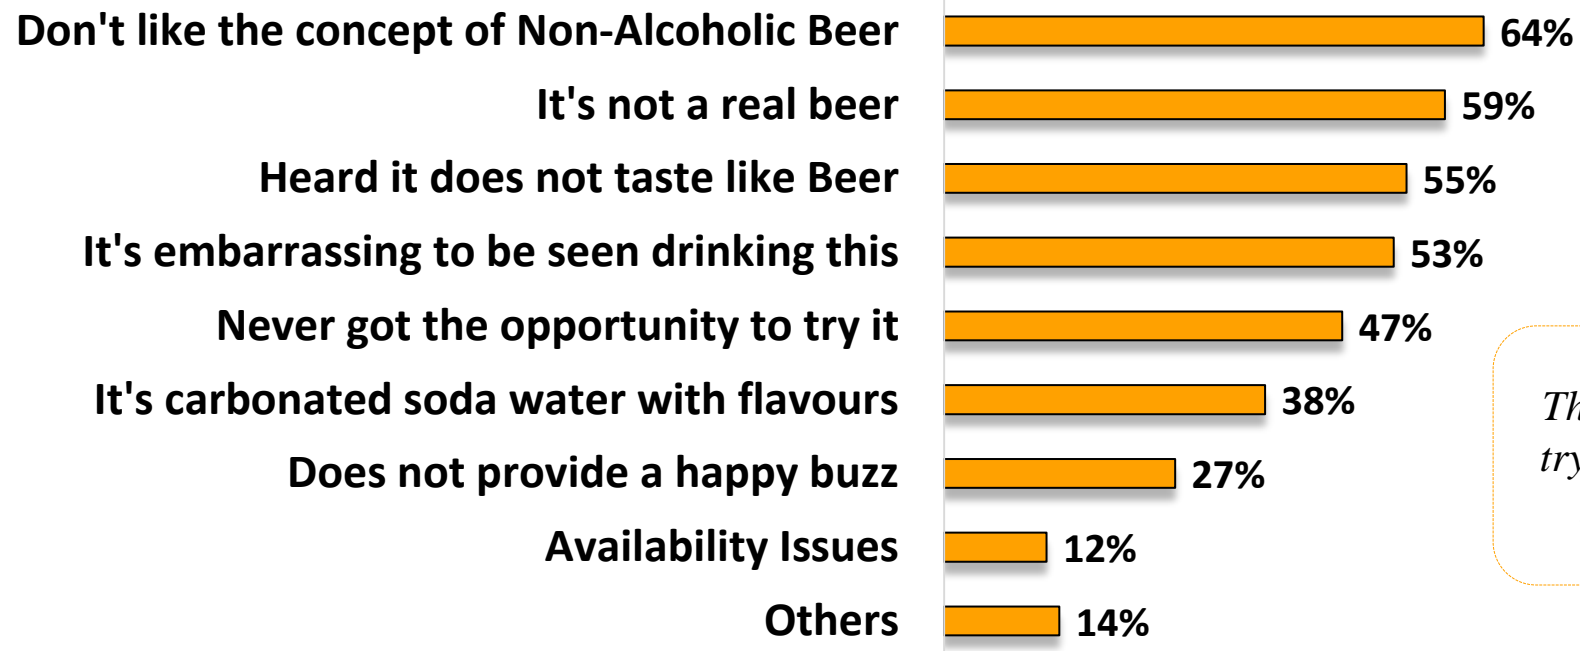 Don't like the concept of Non-Alcoholic Beer 64%
It's not a real beer 59%
Heard it does not taste like Beer 55%
It's embarrassing to be seen drinking this 53%
Never got the opportunity to try it 47%
It's carbonated soda water with flavours 38%
Does not provide a happy buzz 27%
Availability Issues 12%
Others 14%
try